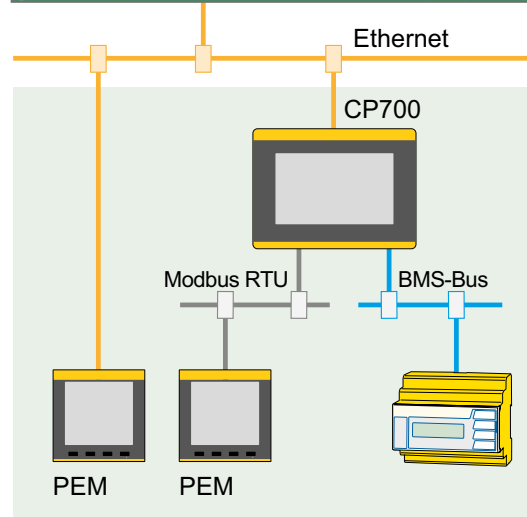 Ethernet
CP700
Modbus RTU
BMS-Bus
PEM
PEM